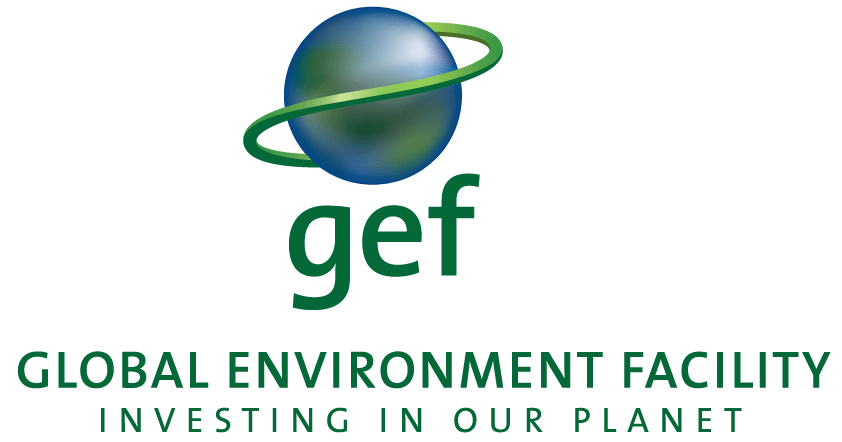 gef
GLOBAL ENVIRONMENT FACILITY
INVESTING IN OUR PLANET